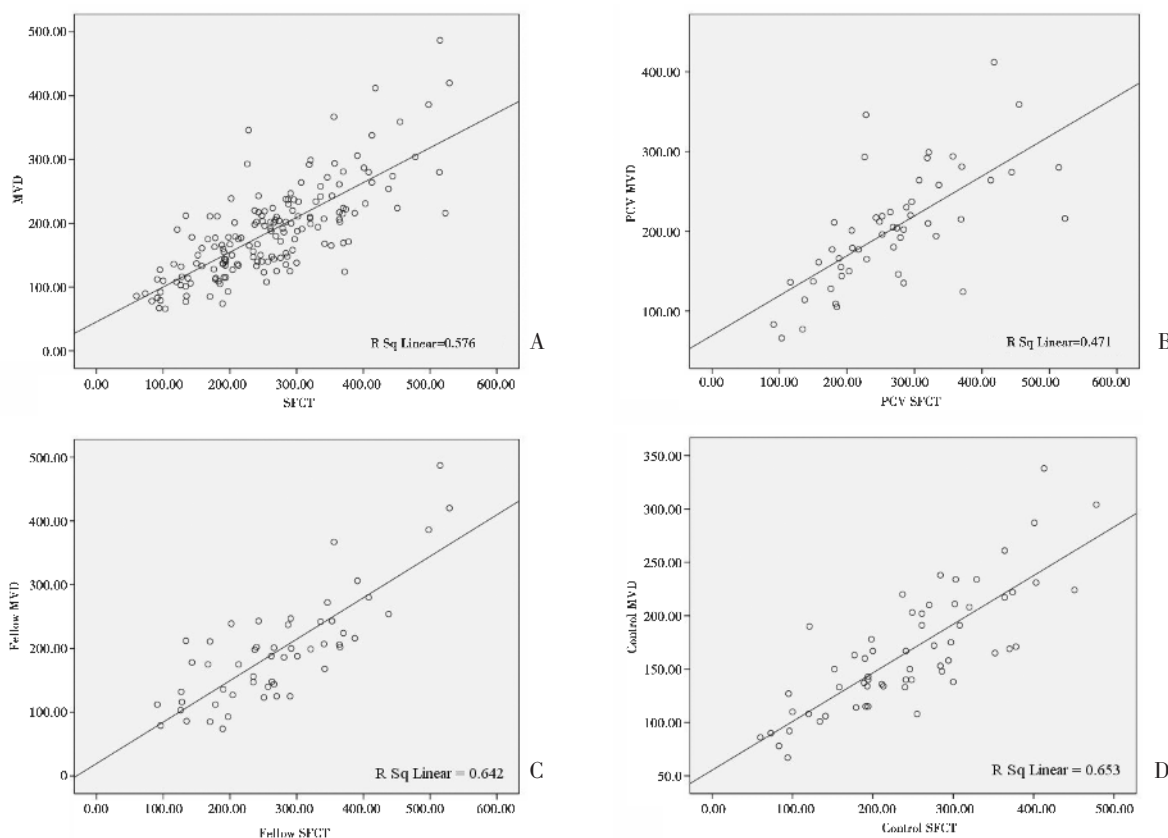 500.00
400.00
300.00
200.00
100.00
0.00
MVD
0.00 100.00 200.00 300.00 400.00 500.00 600.00
SFCT
R Sq Linear=0.576
A
400.00
300.00
200.00
100.00
PCV MVD
0.00 100.00 200.00 300.00 400.00 500.00 600.00
PCV SFCT
R Sq Linear=0.471
B
500.00
400.00
300.00
200.00
100.00
0
Fellow MVD
0.00 100.00 200.00 300.00 400.00 500.00 600.00
Fellow SFCT
R Sq Linear = 0.642
C
350.00
300.00
250.00
200.00
150.00
100.00
50.0
Control MVD
0.00 100.00 200.00 300.00 400.00 500.00
Control SFCT
R Sq Linear = 0.653
D